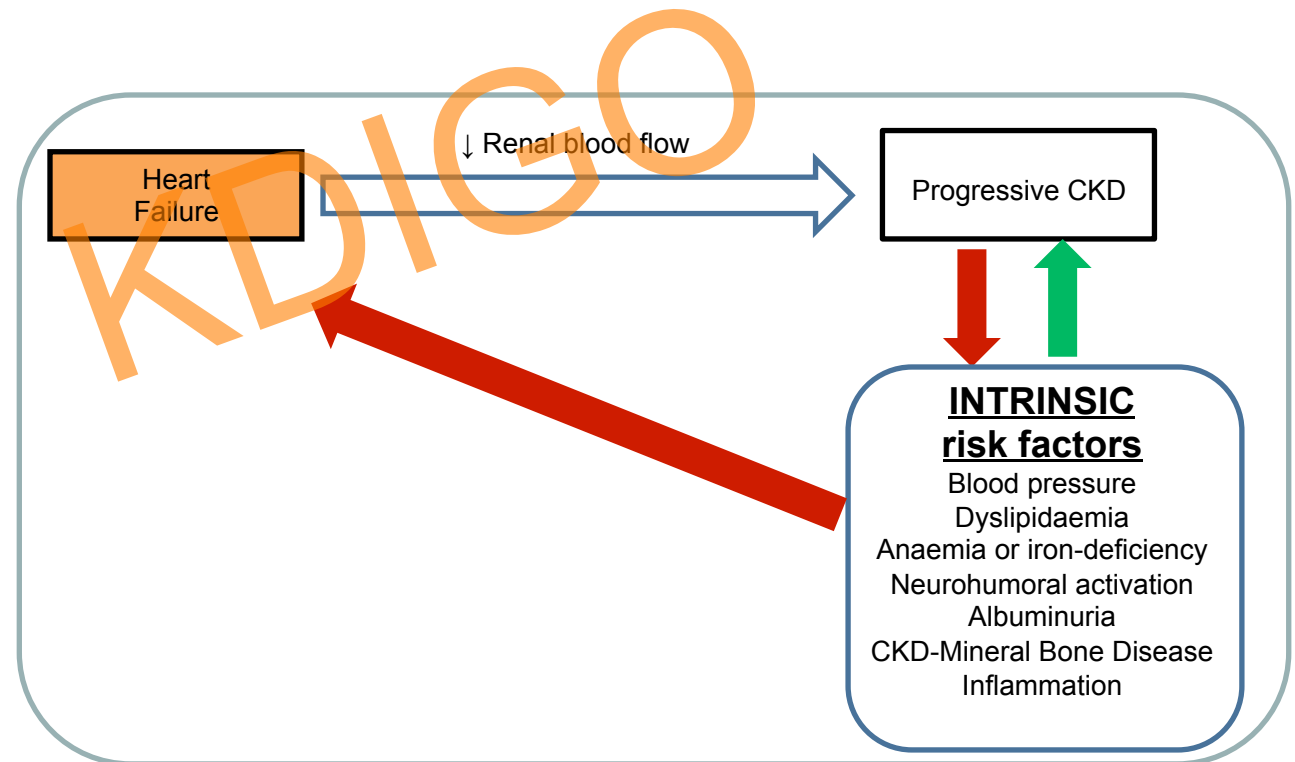 KDIGO
↓ Renal blood flow
Heart
Failure
Progressive CKD
INTRINSIC
risk factors
Blood pressure
Dyslipidaemia
Anaemia or iron-deficiency
Neurohumoral activation
Albuminuria
CKD-Mineral Bone Disease
Inflammation